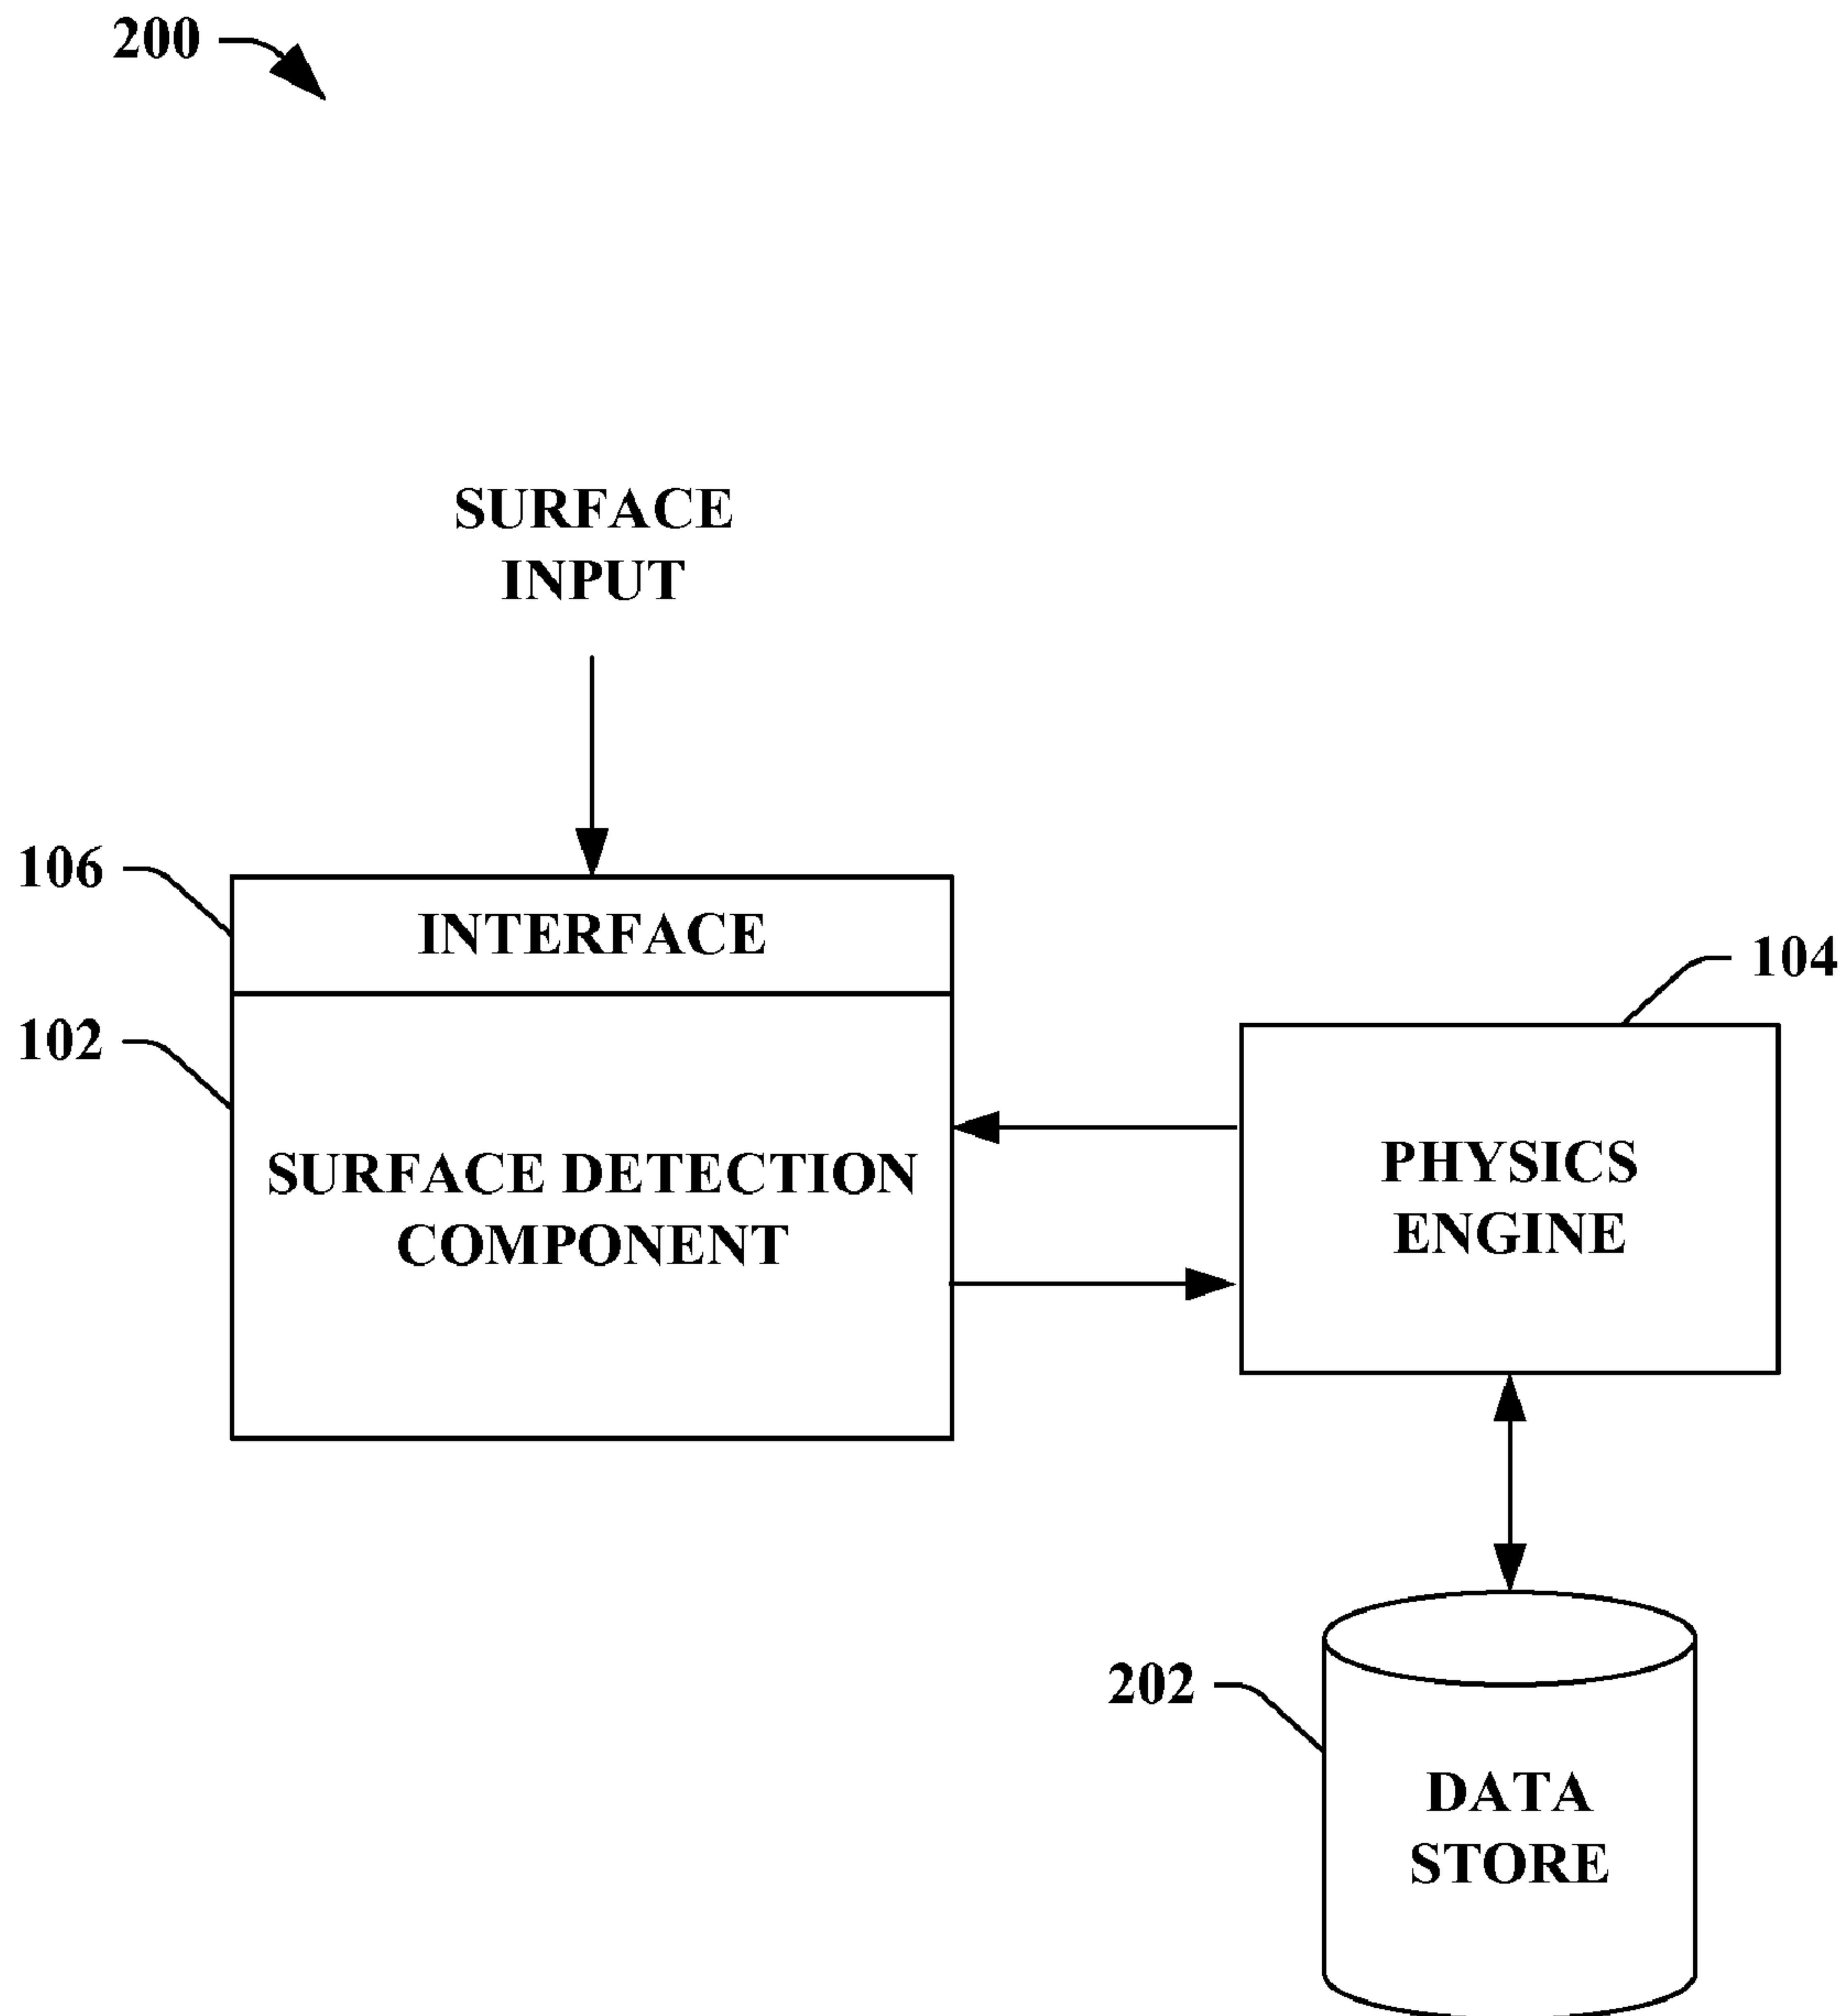 200
SURFACE
INPUT
106
INTERFACE
104
102
SURFACE DETECTION
COMPONENT
PHYSICS
ENGINE
202
DATA
STORE